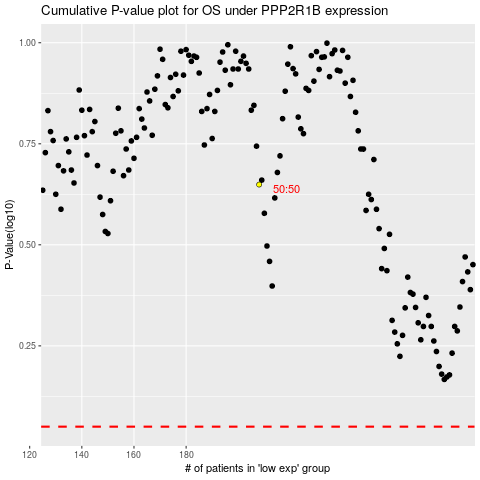 Cumulative P-value plot for OS under PPP2R1B expression
1.00
0.75
0.50
0.25
P-Value(log10)
50:50
120 140 160 180
# of patients in 'low exp' group